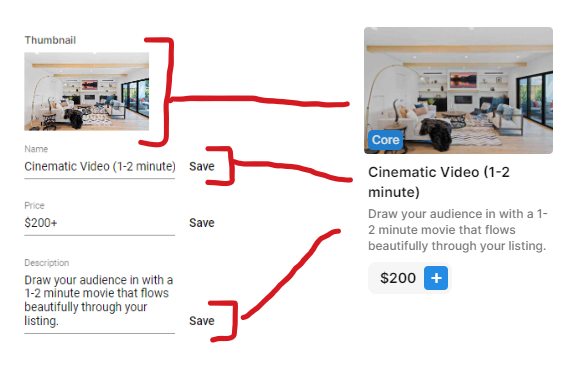 Thumbnail
Name
Cinematic Video (1-2 minute)
Save
Price
$200+
Save
Description
Draw your audience in with a
1-2 minute movie that flows
beautifully through your
listing.
Save
Core
Cinematic Video (1-2
minute)
Draw your audience in with a 1-
2 minute movie that flows
beautifully through your listing.
$200 +